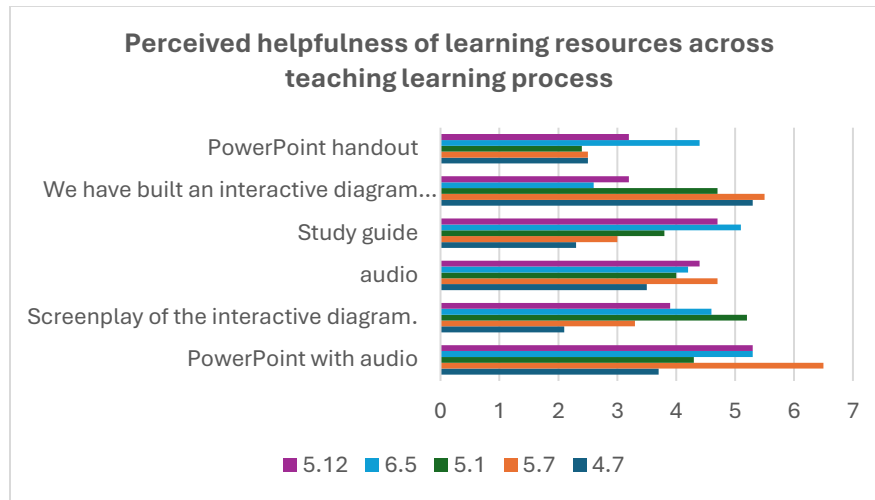 Perceived helpfulness of learning resources across
teaching learning process
PowerPoint handout
We have built an interactive diagram...
Study guide
audio
Screenplay of the interactive diagram.
PowerPoint with audio
0 1 2 3 4 5 6 7
5.12 6.5 5.1 5.7 4.7